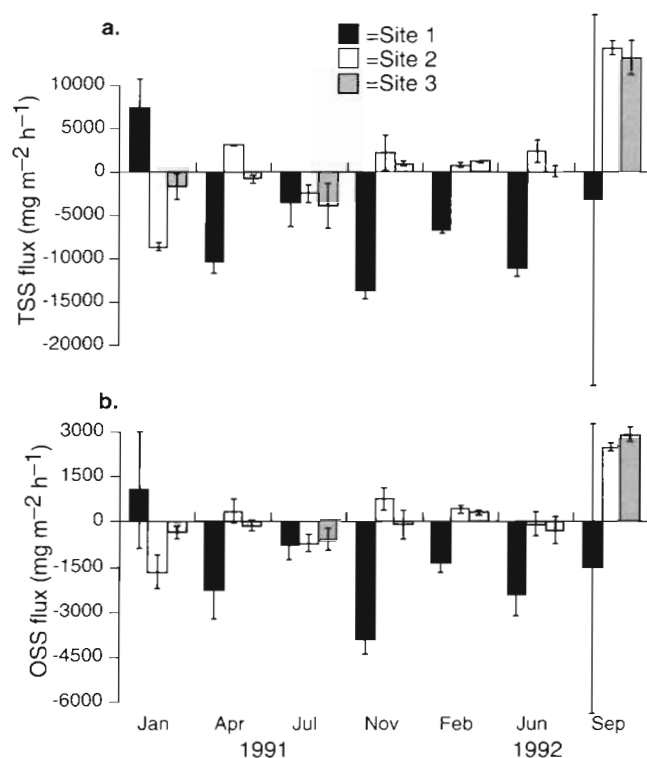 a.
=Site 1
=Site 2
=Site 3
TSS flux (mg m−2 h−1)
10000
5000
0
-5000
-10000
-15000
-20000
b.
OSS flux (mg m−2 h−1)
3000
1500
0
-1500
-3000
-4500
-6000
Jan Apr Jul Nov Feb Jun Sep
1991 1992